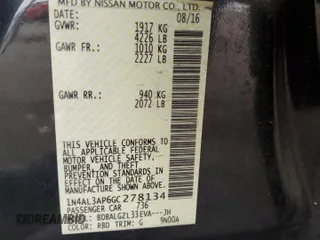 MFD BY NISSAN MOTOR CO., LTD.
DATE: 08/16
GVWR: 1917 KG
4226 LB
GAWR FR: 1010 KG
2227 LB
GAWR RR: 940 KG
2072 LB
THIS VEHICLE CONFORMS TO ALL
APPLICABLE FEDERAL MOTOR
VEHICLE SAFETY, BUMPER, AND
THEFT PREVENTION STANDARDS
IN EFFECT ON THE DATE OF
MANUFACTURE SHOWN ABOVE.
1N4AL3AP6GC278134
PASSENGER CAR 736
MODEL: BDBALGZL33EVA---JH
COLOR: RBD TRIM: G 9N00A
DREAMBID